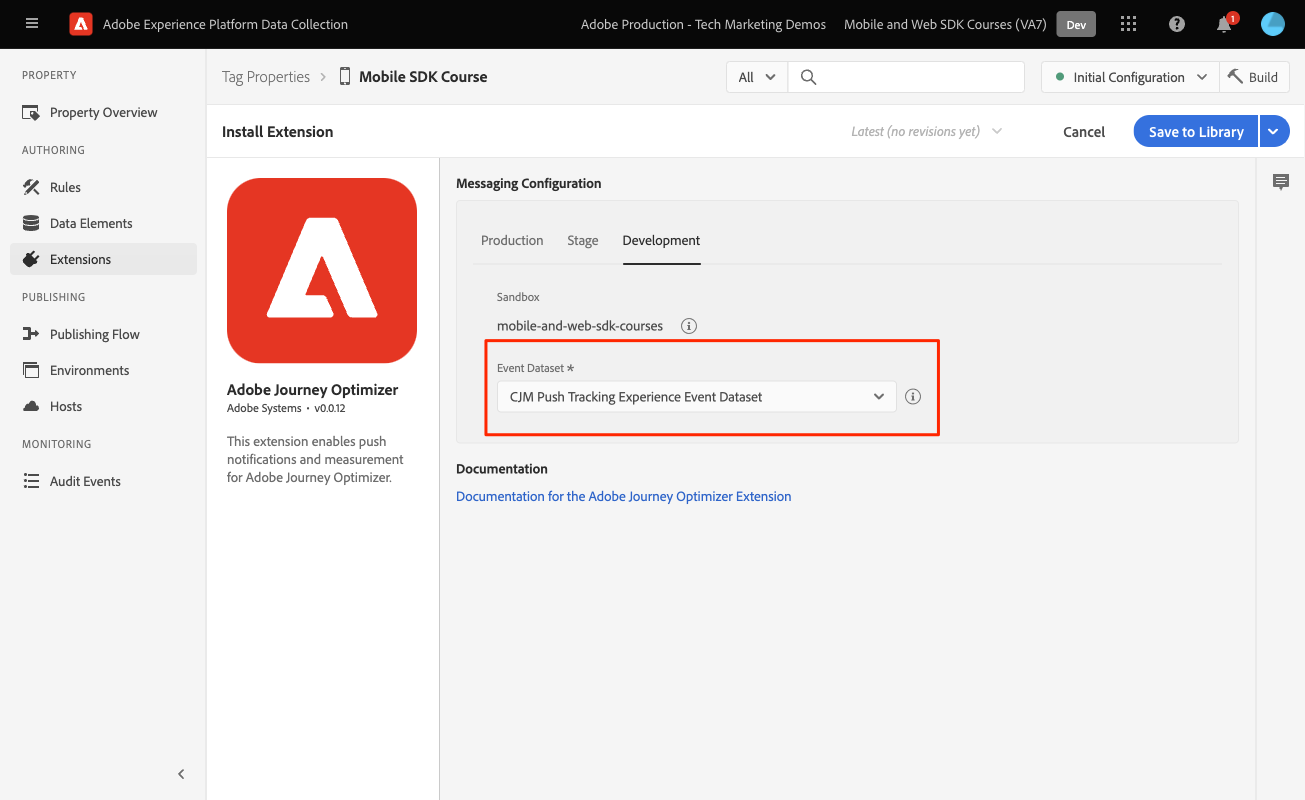 Adobe Experience Platform Data Collection
Adobe Production - Tech Marketing Demos
Mobile and Web SDK Courses (VA7)
Dev
1
PROPERTY
Property Overview
AUTHORING
Rules
Data Elements
Extensions
PUBLISHING
Publishing Flow
Environments
Hosts
MONITORING
Audit Events
Tag Properties
Mobile SDK Course
All
Initial Configuration
Build
Install Extension
Latest (no revisions yet)
Cancel
Save to Library
Adobe Journey Optimizer
Adobe Systems • v0.0.12
This extension enables push
notifications and measurement
for Adobe Journey Optimizer.
Messaging Configuration
Production
Stage
Development
Sandbox
mobile-and-web-sdk-courses
Event Dataset *
CJM Push Tracking Experience Event Dataset
Documentation
Documentation for the Adobe Journey Optimizer Extension